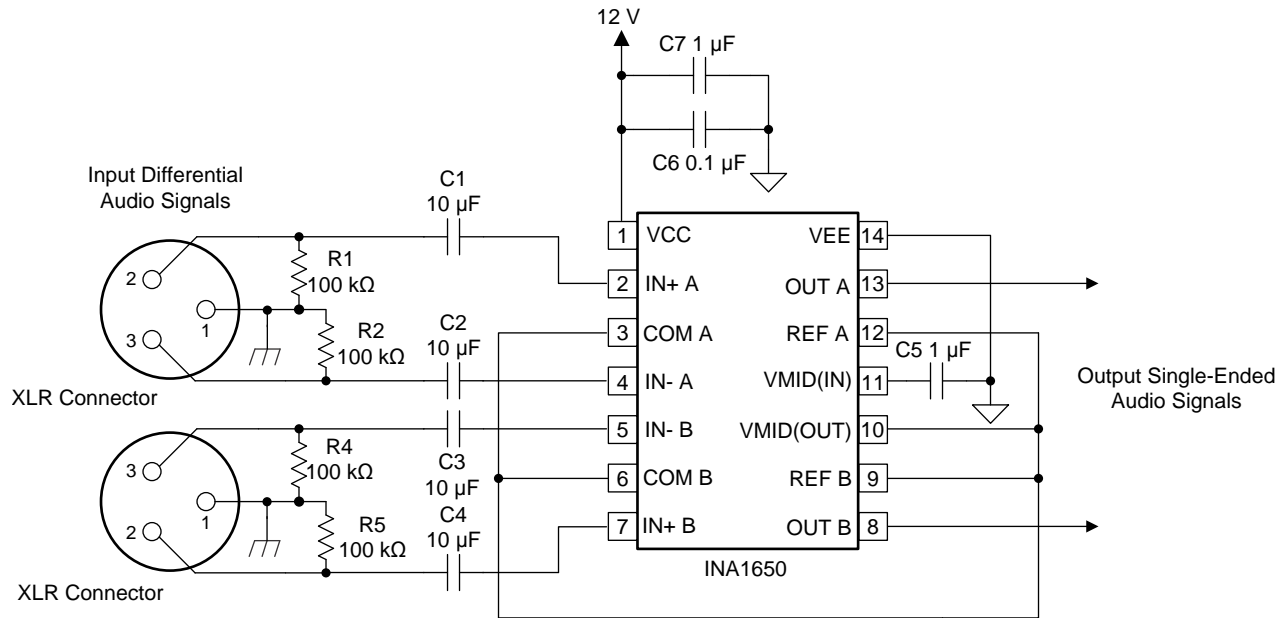 12 V
C7 1 µF
C6 0.1 µF
Input Differential
Audio Signals
C1
10 µF
R1
100 kΩ
2
1
3
R2
100 kΩ
C2
10 µF
XLR Connector
R4
100 kΩ
C3
10 µF
3
1
2
R5
100 kΩ
C4
10 µF
XLR Connector
1 VCC VEE 14
2 IN+ A OUT A 13
3 COM A REF A 12
C5 1 µF
4 IN- A VMID(IN) 11
5 IN- B VMID(OUT) 10
6 COM B REF B 9
7 IN+ B OUT B 8
INA1650
Output Single-Ended
Audio Signals